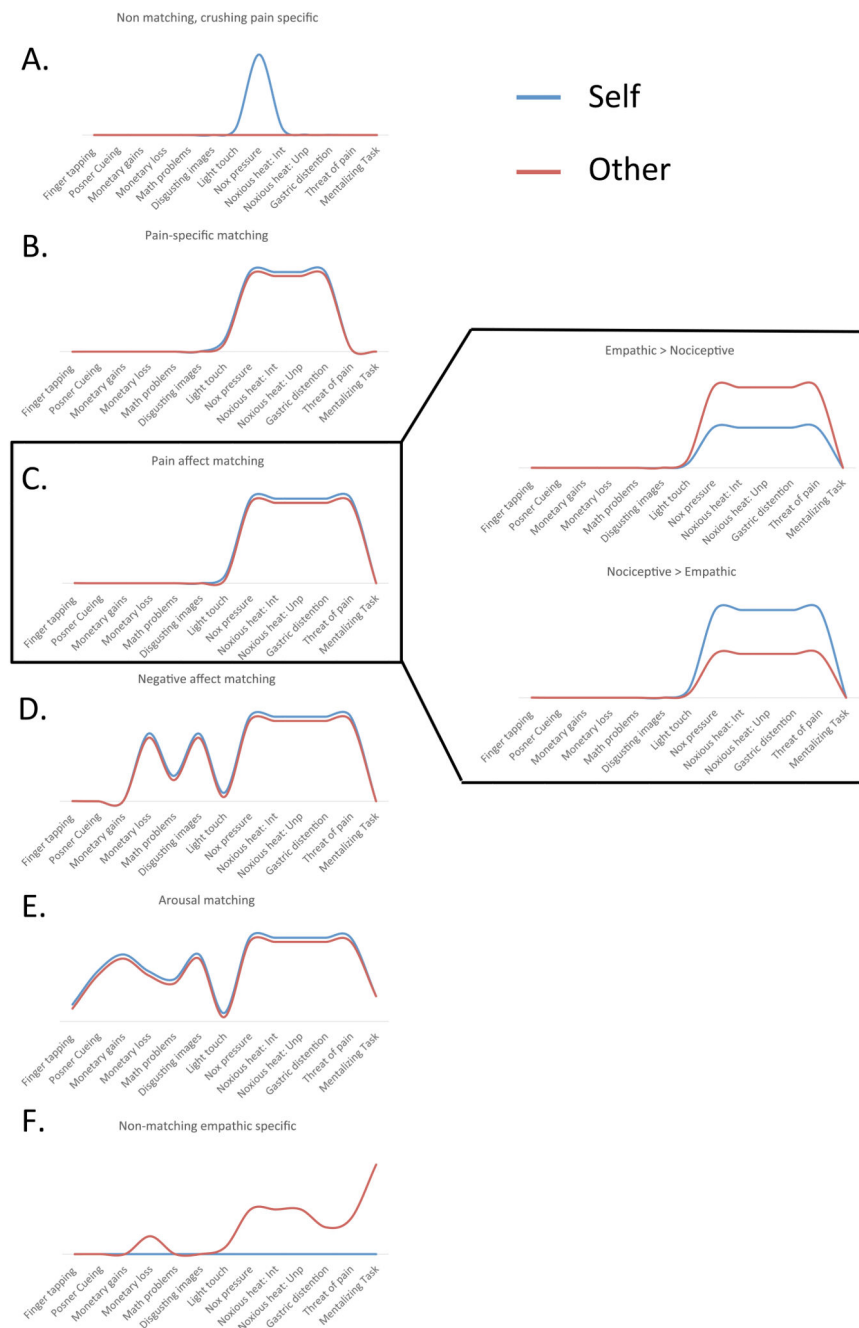 Non matching, crushing pain specific
A.
Finger tapping
Posner Cueing
Monetary gains
Monetary loss
Math problems
Disgusting images
Light touch
Nox pressure
Noxious heat: Int
Noxious heat: Unp
Gastric distention
Threat of pain
Mentalizing Task
Self
Other
Pain-specific matching
B.
Finger tapping
Posner Cueing
Monetary gains
Monetary loss
Math problems
Disgusting images
Light touch
Nox pressure
Noxious heat: Int
Noxious heat: Unp
Gastric distention
Threat of pain
Mentalizing Task
Pain affect matching
C.
Finger tapping
Posner Cueing
Monetary gains
Monetary loss
Math problems
Disgusting images
Light touch
Nox pressure
Noxious heat: Int
Noxious heat: Unp
Gastric distention
Threat of pain
Mentalizing Task
Empathic > Nociceptive
Finger tapping
Posner Cueing
Monetary gains
Monetary loss
Math problems
Disgusting images
Light touch
Nox pressure
Noxious heat: Int
Noxious heat: Unp
Gastric distention
Threat of pain
Mentalizing Task
Nociceptive > Empathic
Finger tapping
Posner Cueing
Monetary gains
Monetary loss
Math problems
Disgusting images
Light touch
Nox pressure
Noxious heat: Int
Noxious heat: Unp
Gastric distention
Threat of pain
Mentalizing Task
Negative affect matching
D.
Finger tapping
Posner Cueing
Monetary gains
Monetary loss
Math problems
Disgusting images
Light touch
Nox pressure
Noxious heat: Int
Noxious heat: Unp
Gastric distention
Threat of pain
Mentalizing Task
Arousal matching
E.
Finger tapping
Posner Cueing
Monetary gains
Monetary loss
Math problems
Disgusting images
Light touch
Nox pressure
Noxious heat: Int
Noxious heat: Unp
Gastric distention
Threat of pain
Mentalizing Task
F.
Non-matching empathic specific
Finger tapping
Posner Cueing
Monetary gains
Monetary loss
Math problems
Disgusting images
Light touch
Nox pressure
Noxious heat: Int
Noxious heat: Unp
Gastric distention
Threat of pain
Mentalizing Task